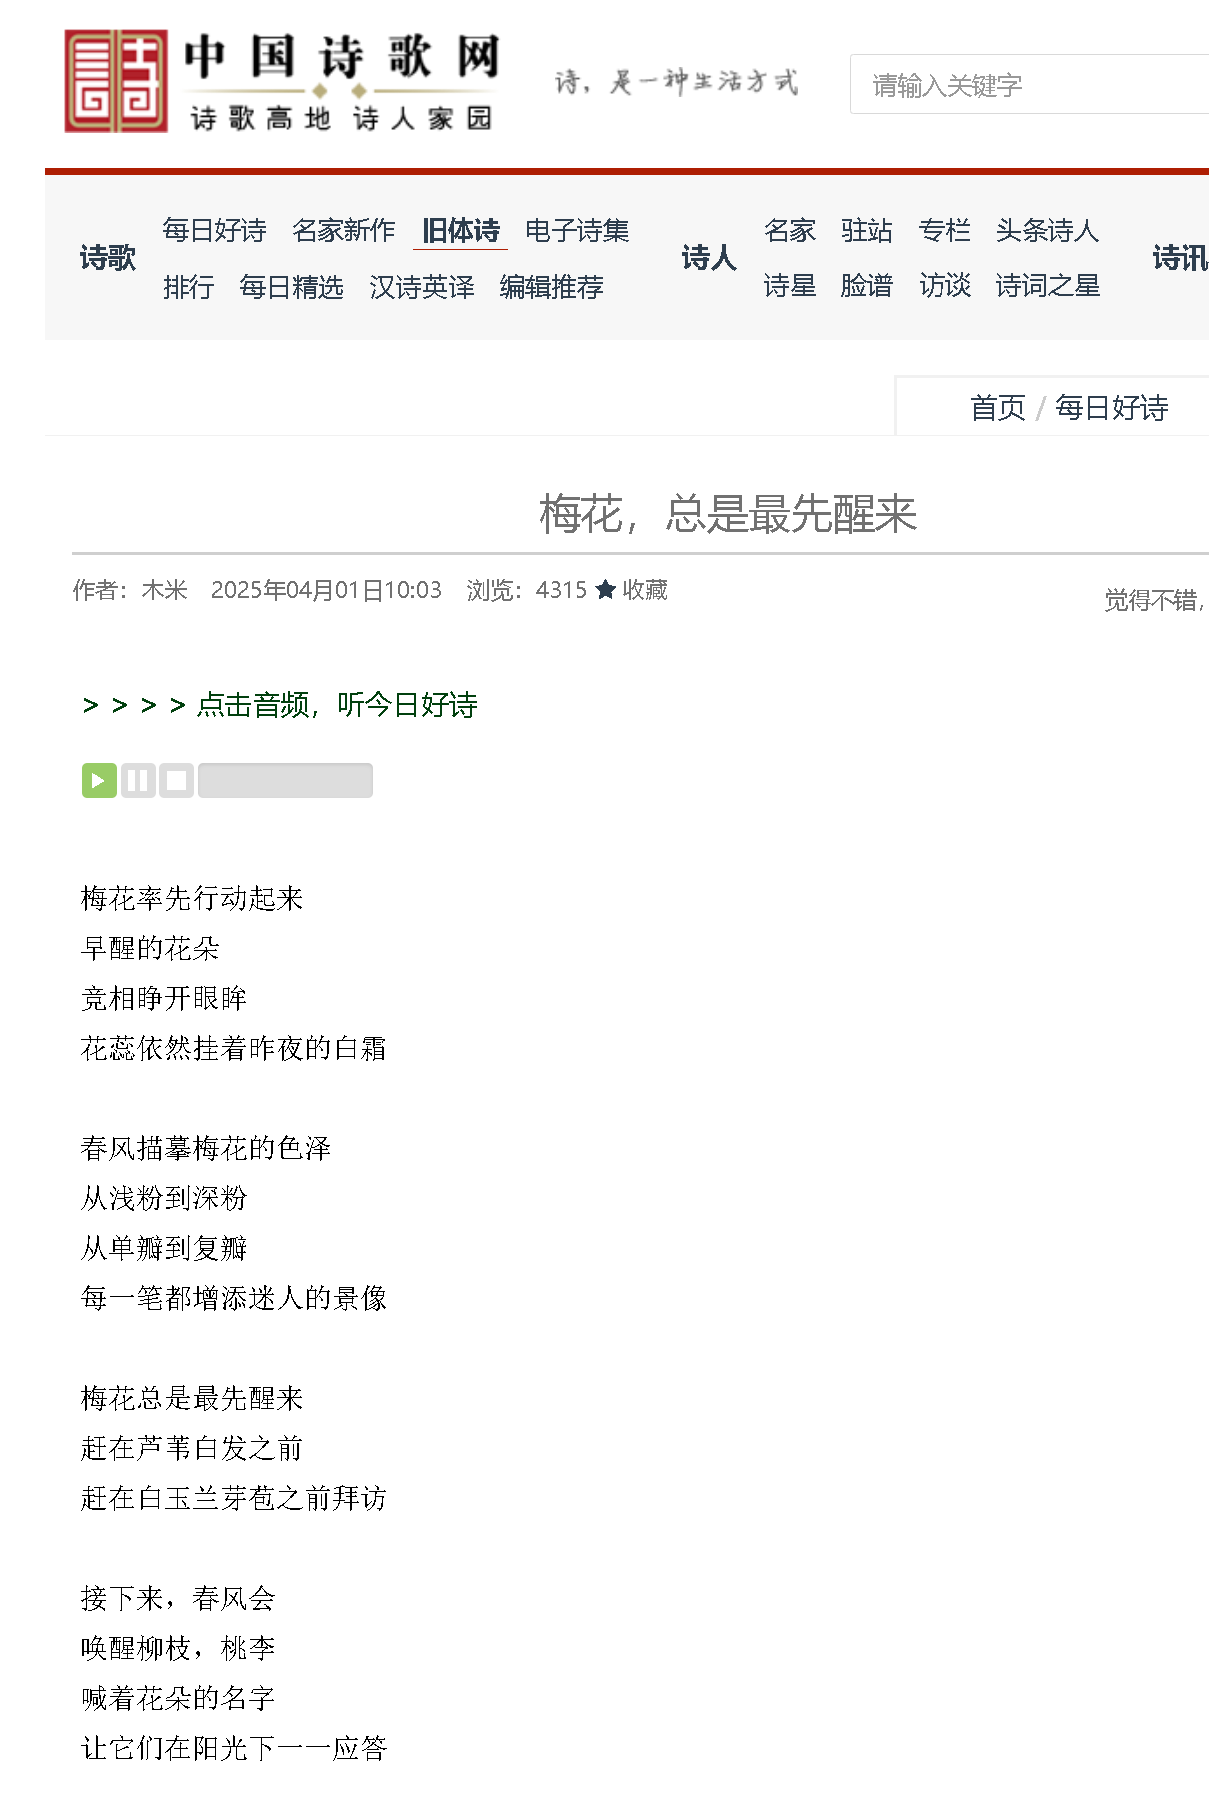 中国诗歌网
诗歌高地 诗人家园
诗，是一种生活方式
请输入关键字
诗歌
每日好诗 名家新作 旧体诗 电子诗集
排行 每日精选 汉诗英译 编辑推荐
诗人
名家 驻站 专栏 头条诗人
诗星 脸谱 访谈 诗词之星
诗讯
首页 / 每日好诗
梅花，总是最先醒来
作者：木米 2025年04月01日10:03 浏览：4315 ★ 收藏
觉得不错，
> > > > 点击音频，听今日好诗
梅花率先行动起来
早醒的花朵
竞相睁开眼眸
花蕊依然挂着昨夜的白霜
春风描摹梅花的色泽
从浅粉到深粉
从单瓣到复瓣
每一笔都增添迷人的景像
梅花总是最先醒来
赶在芦苇白发之前
赶在白玉兰芽苞之前拜访
接下来，春风会
唤醒柳枝，桃李
喊着花朵的名字
让它们在阳光下一一应答